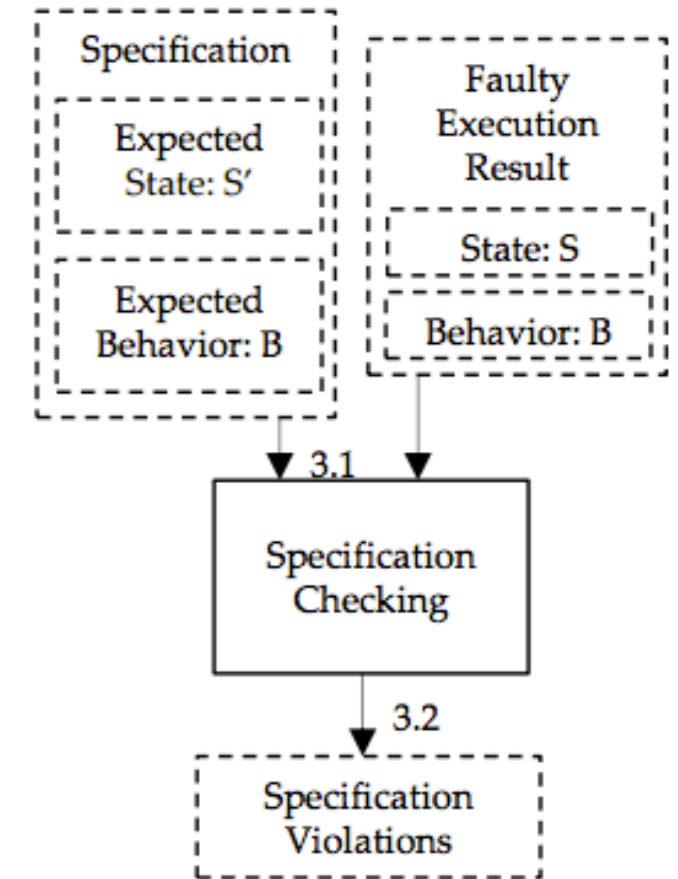 Specification
Expected
State: S′
Expected
Behavior: B
Faulty
Execution
Result
State: S
Behavior: B
3.1
Specification
Checking
3.2
Specification
Violations